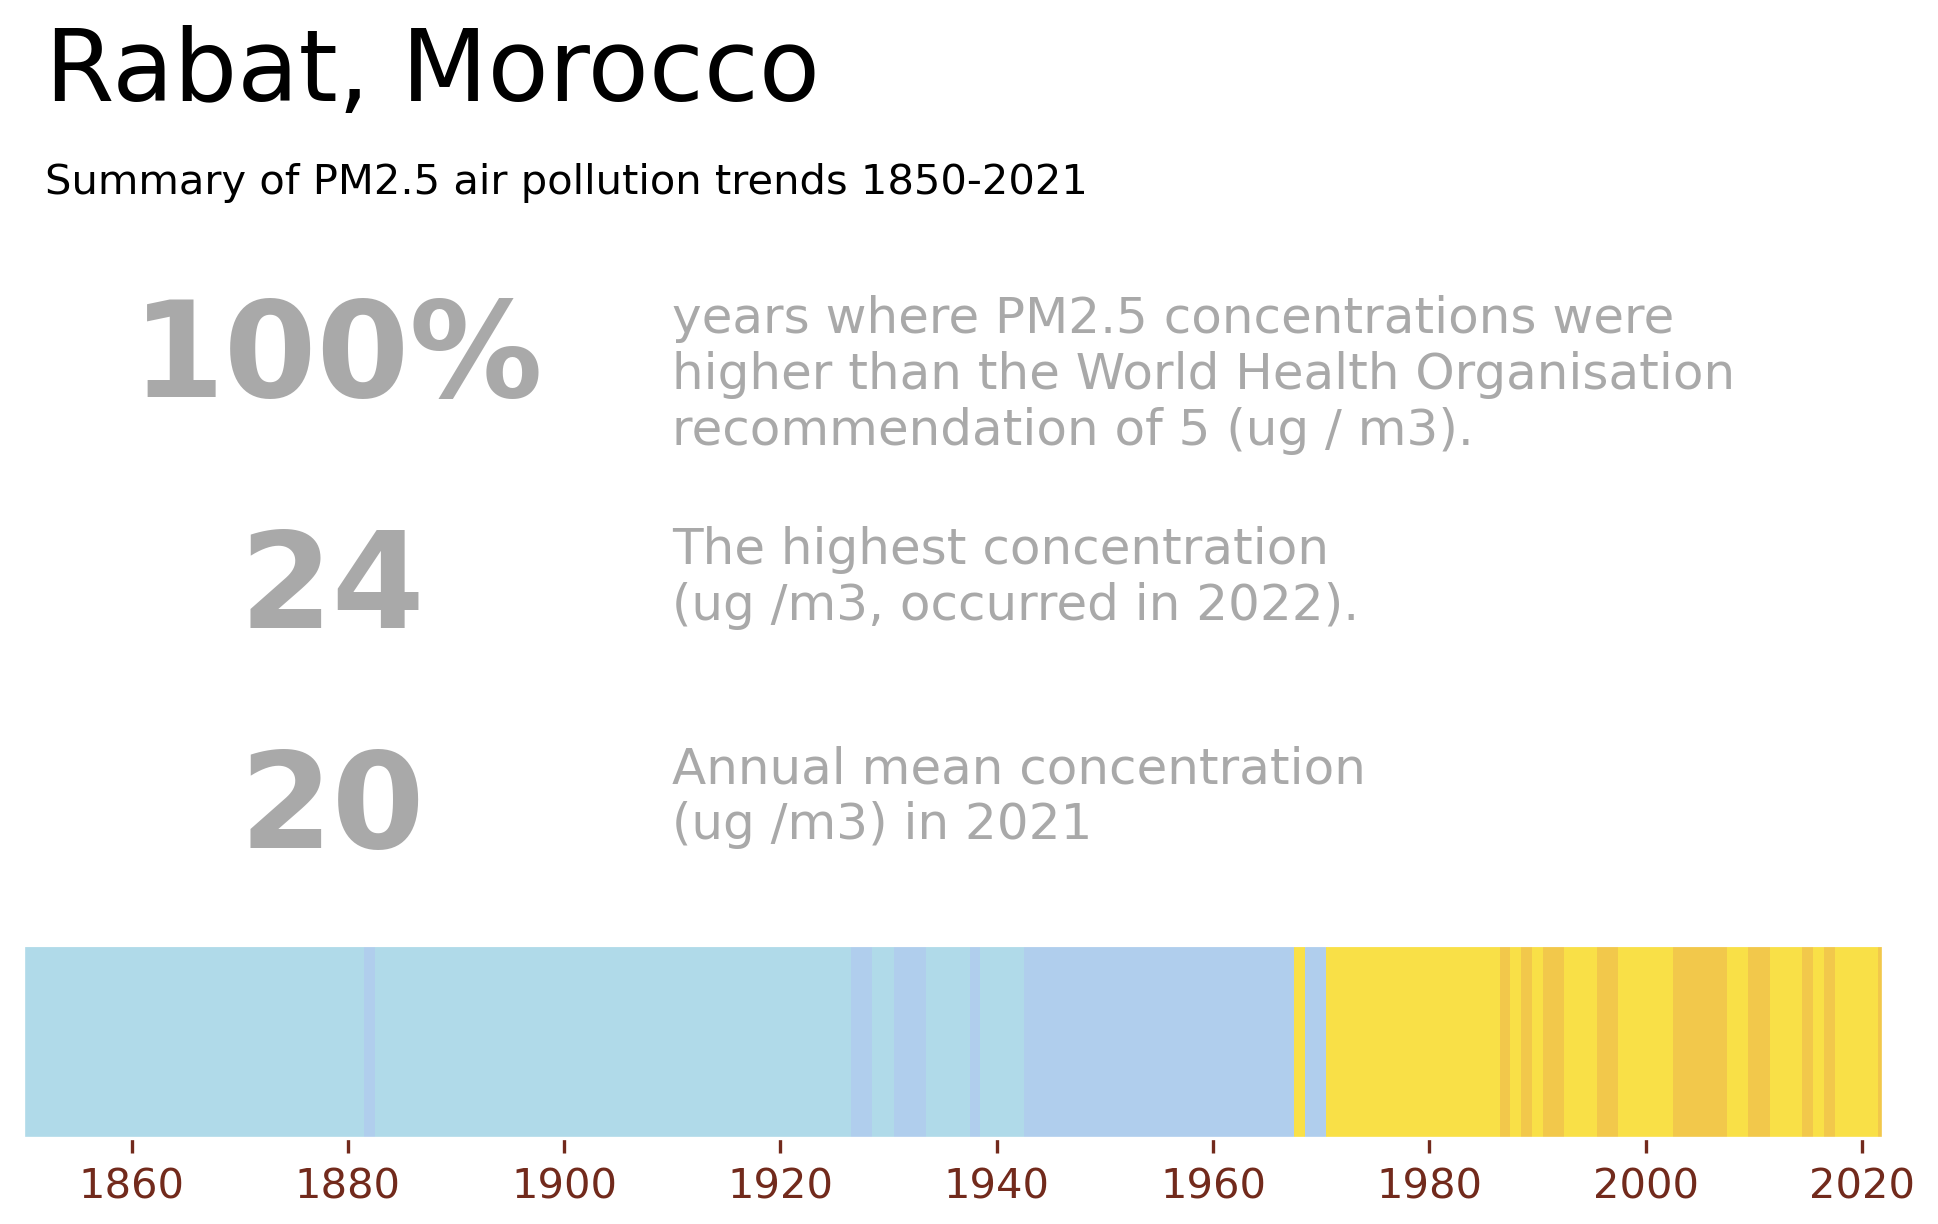 Rabat, Morocco
Summary of PM2.5 air pollution trends 1850-2021
100%
years where PM2.5 concentrations were
higher than the World Health Organisation
recommendation of 5 (ug / m3).
24
The highest concentration
(ug /m3, occurred in 2022).
20
Annual mean concentration
(ug /m3) in 2021
1860 1880 1900 1920 1940 1960 1980 2000 2020